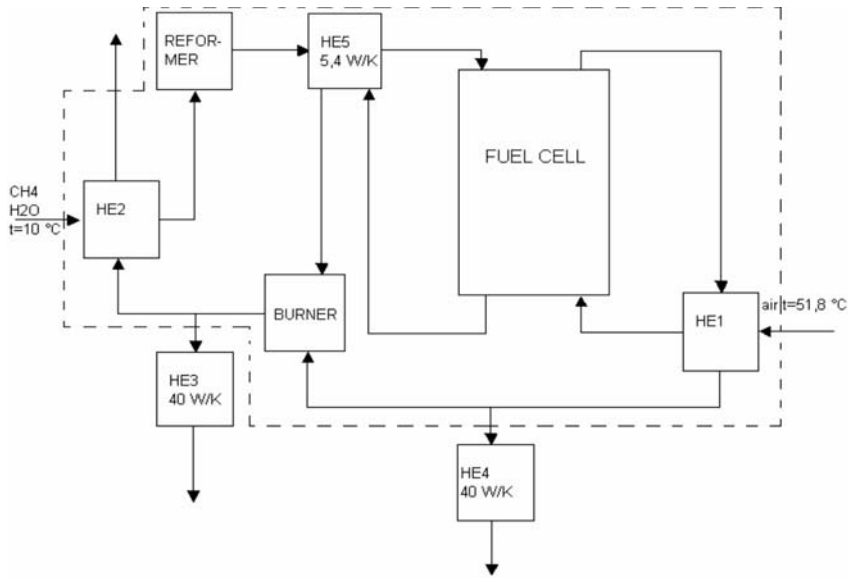 REFOR-
MER
HE5
5,4 W/K
FUEL CELL
CH4
H2O
t=10 °C
HE2
BURNER
HE1
air t=51,8 °C
HE3
40 W/K
HE4
40 W/K